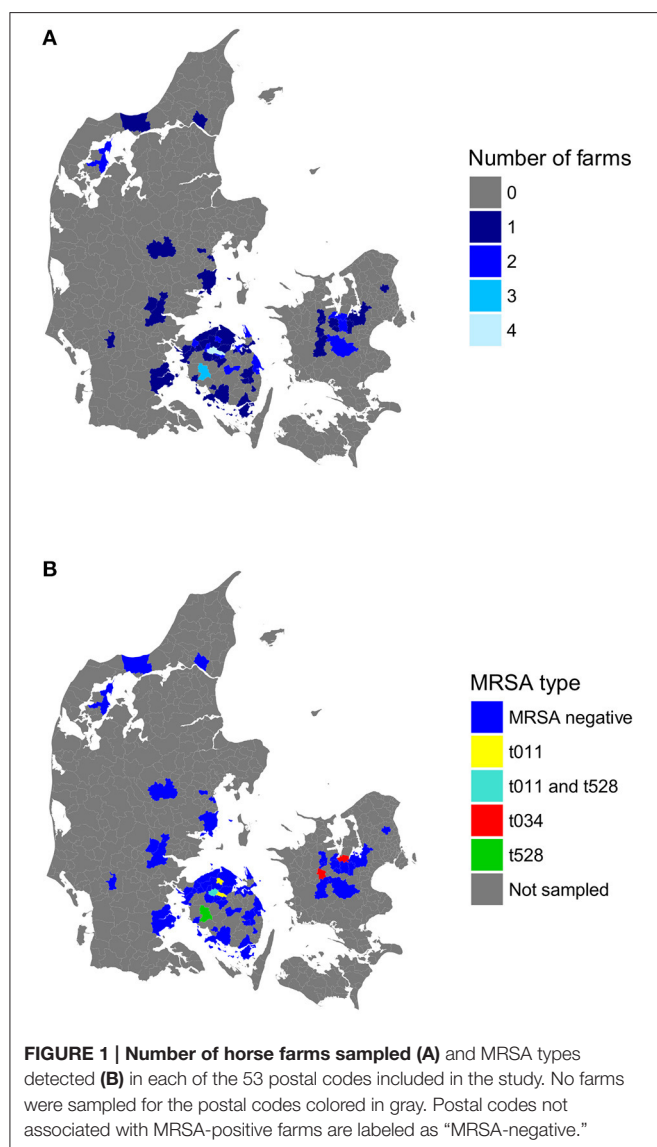 A
Number of farms
0
1
2
3
4
B
MRSA type
MRSA negative
t011
t011 and t528
t034
t528
Not sampled
FIGURE 1 | Number of horse farms sampled (A) and MRSA types
detected (B) in each of the 53 postal codes included in the study. No farms
were sampled for the postal codes colored in gray. Postal codes not
associated with MRSA-positive farms are labeled as “MRSA-negative.”